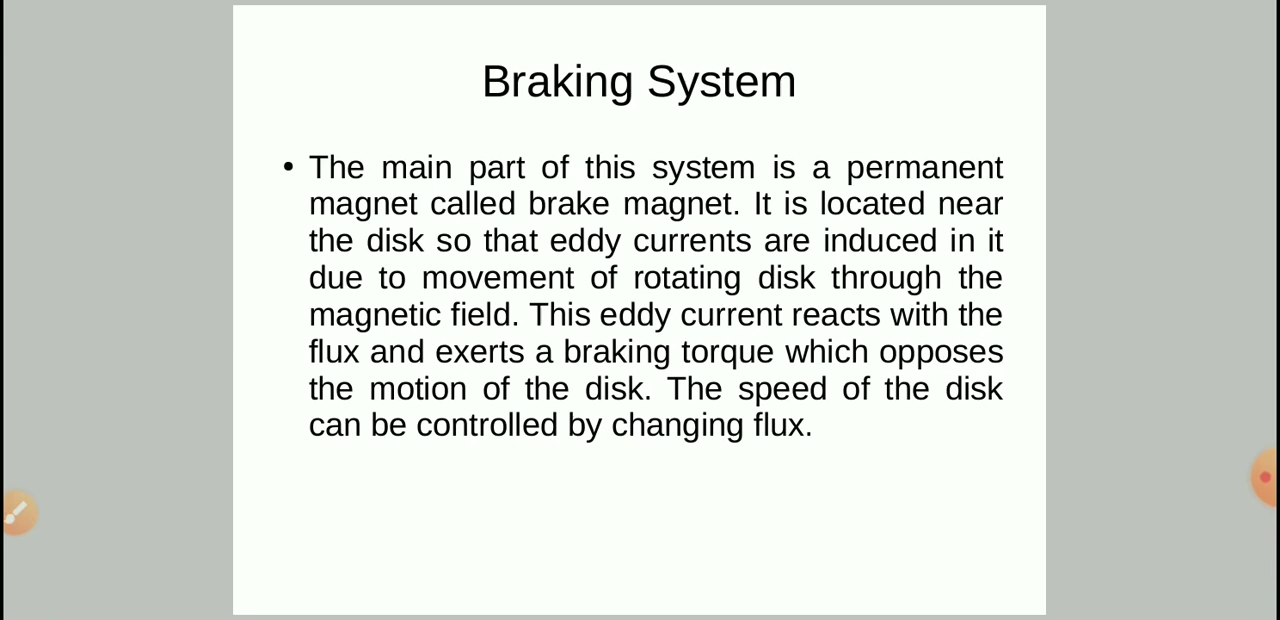 Braking System
• The main part of this system is a permanent
magnet called brake magnet. It is located near
the disk so that eddy currents are induced in it
due to movement of rotating disk through the
magnetic field. This eddy current reacts with the
flux and exerts a braking torque which opposes
the motion of the disk. The speed of the disk
can be controlled by changing flux.